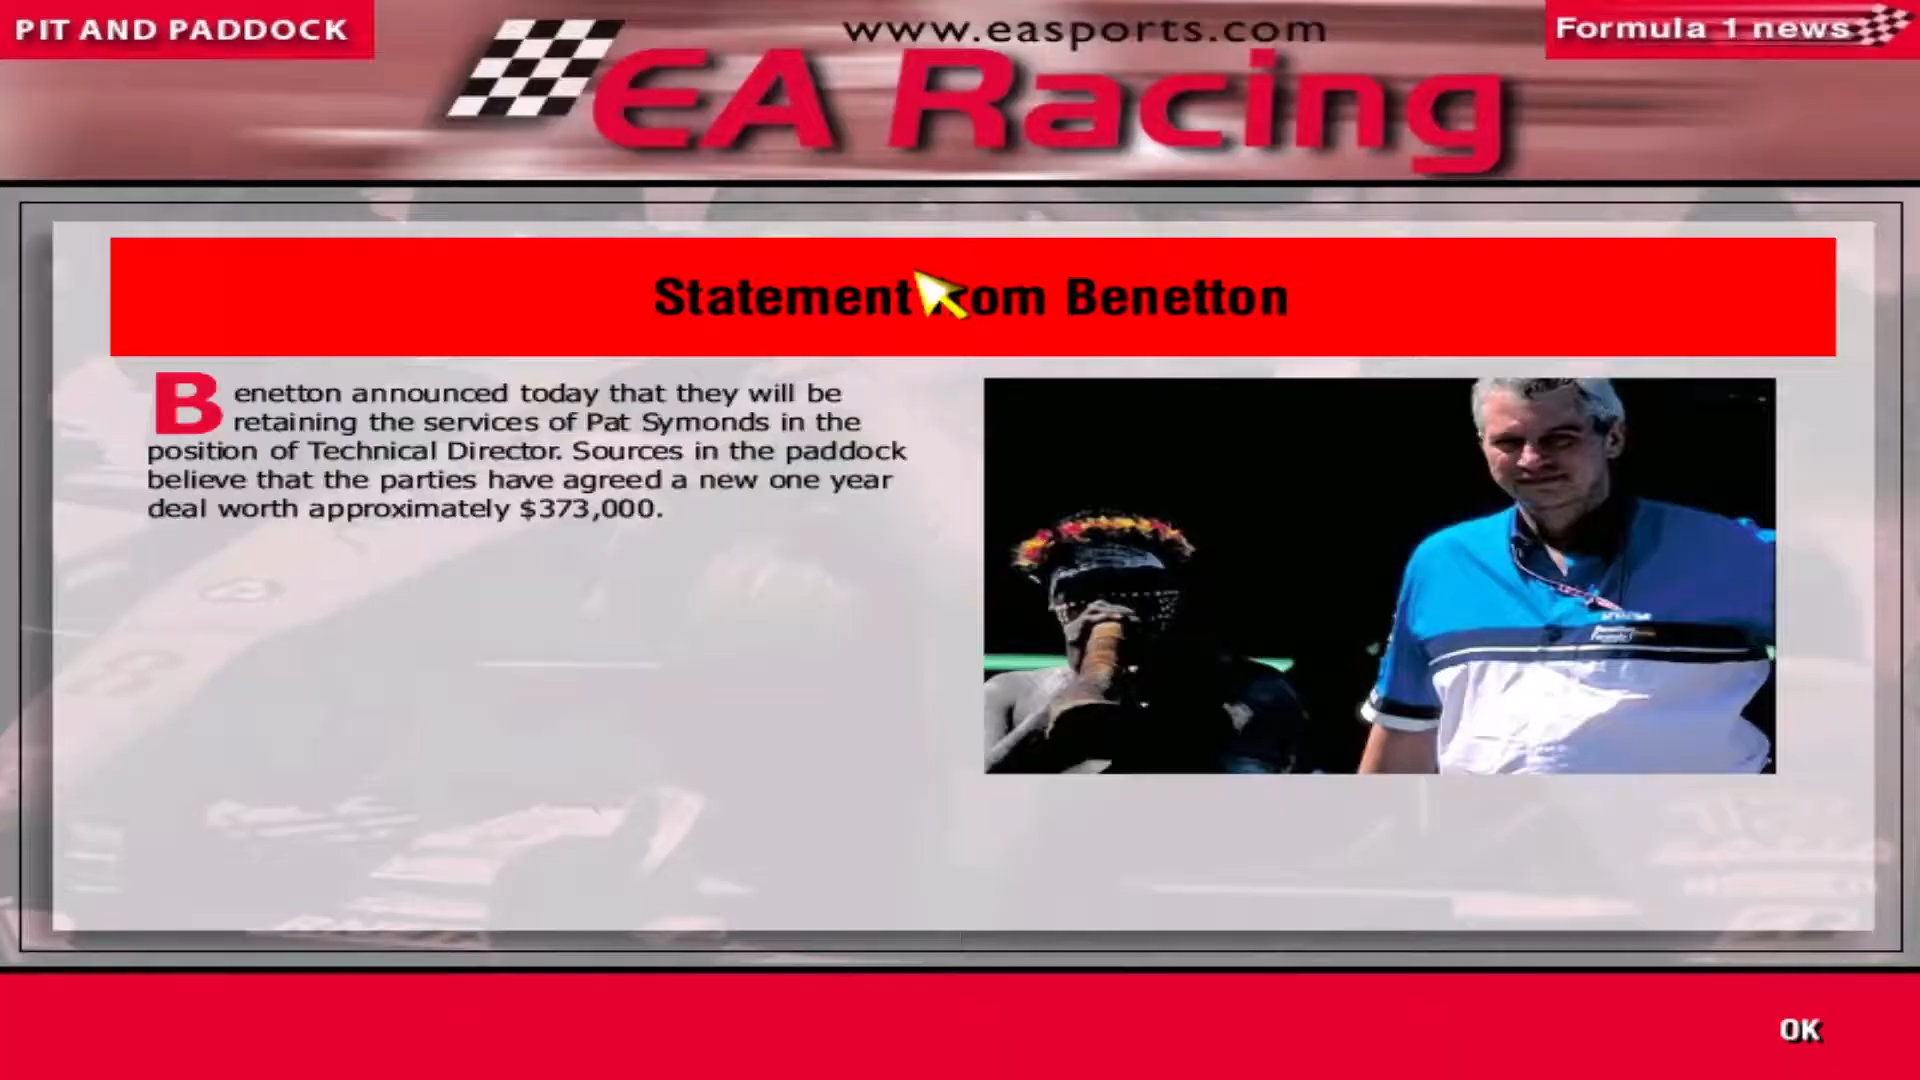 PIT AND PADDOCK
www.easports.com
Formula 1 news
EA Racing
Statement from Benetton
Benetton announced today that they will be
retaining the services of Pat Symonds in the
position of Technical Director. Sources in the paddock
believe that the parties have agreed a new one year
deal worth approximately $373,000.
OK